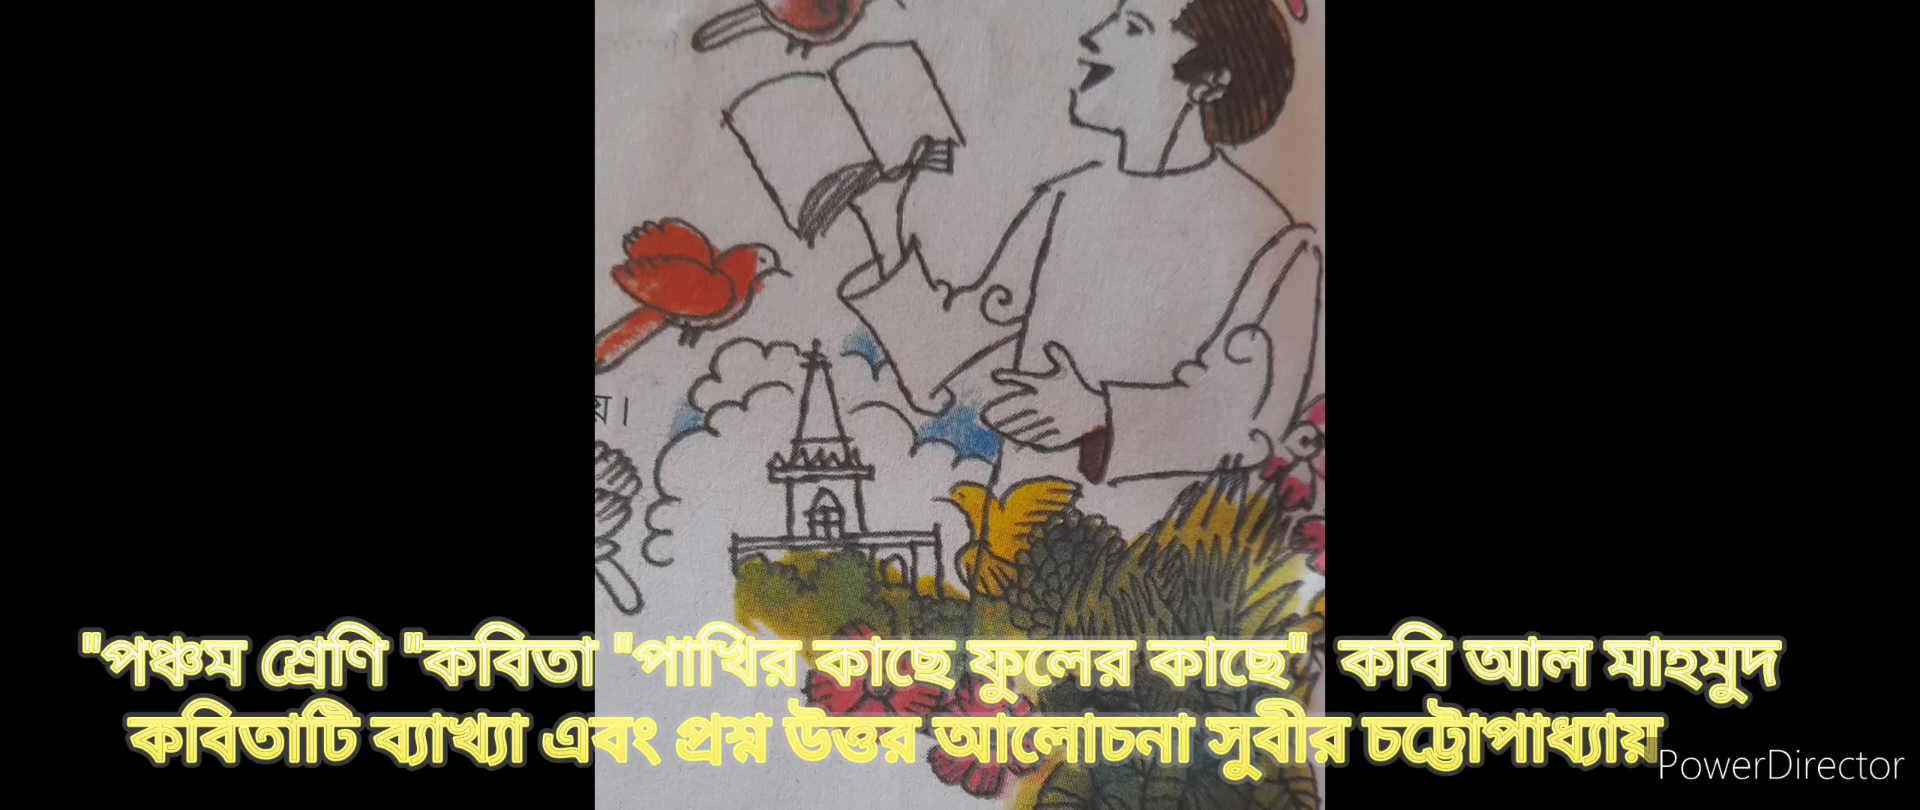 "পঞ্চম শ্রেণি "কবিতা "পাখির কাছে ফুলের কাছে" কবি আল মাহমুদ
কবিতাটি ব্যাখ্যা এবং প্রশ্ন উত্তর আলোচনা সুবীর চট্টোপাধ্যায়
PowerDirector